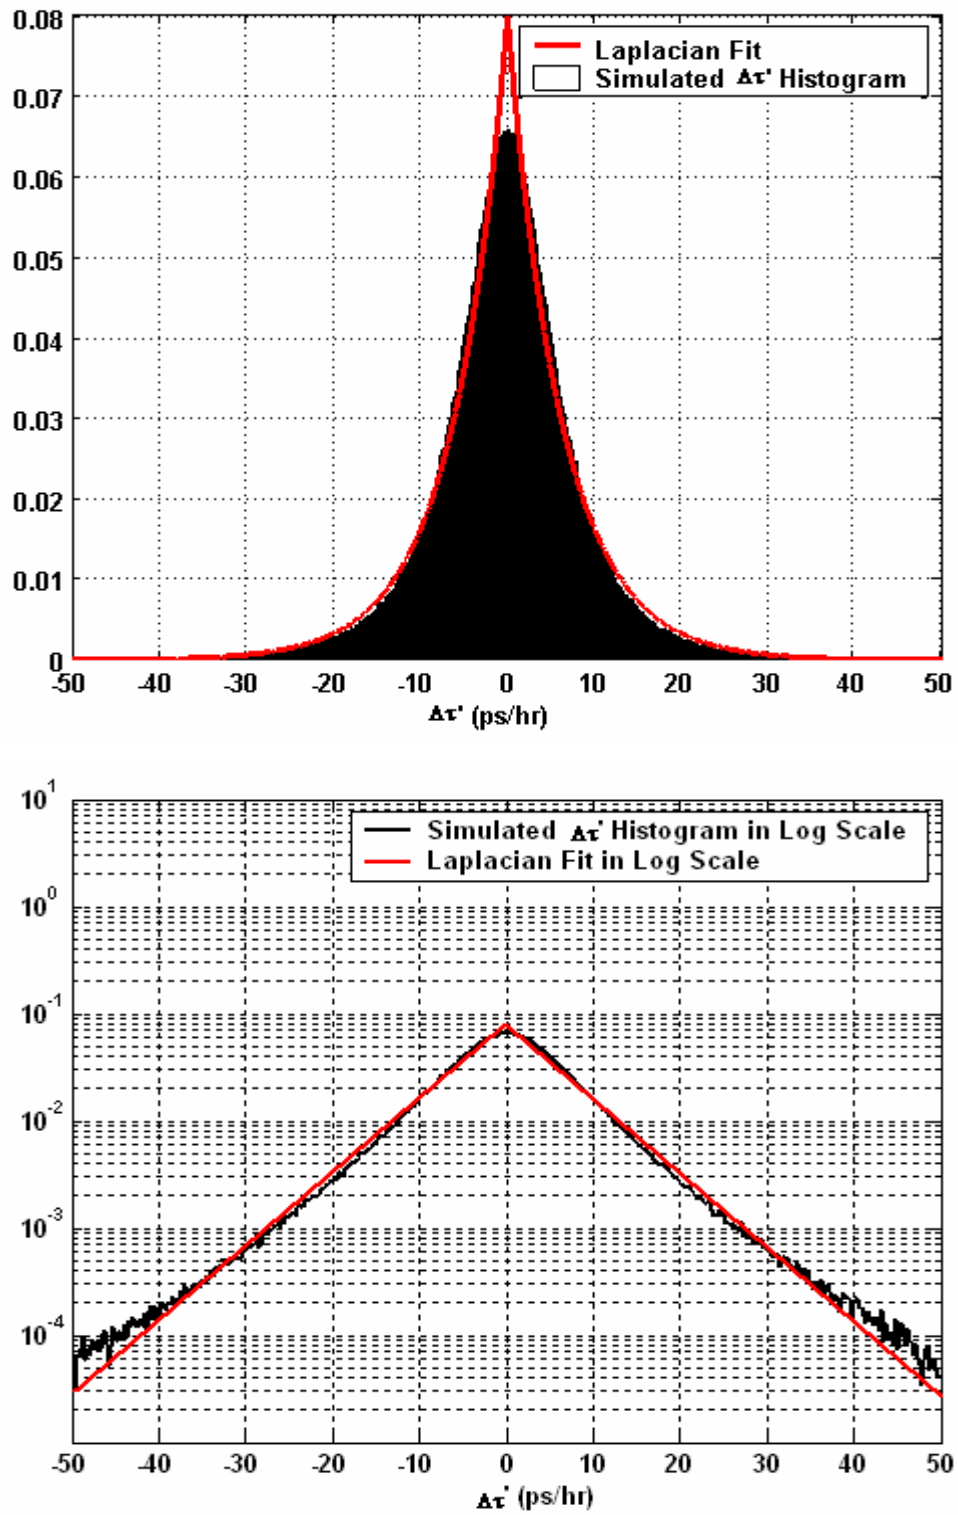 0.08
0.07
0.06
0.05
0.04
0.03
0.02
0.01
0
Laplacian Fit
Simulated Δτ' Histogram
-50 -40 -30 -20 -10 0 10 20 30 40 50
Δτ' (ps/hr)
10^1
10^0
10^-1
10^-2
10^-3
10^-4
Simulated Δτ' Histogram in Log Scale
Laplacian Fit in Log Scale
-50 -40 -30 -20 -10 0 10 20 30 40 50
Δτ' (ps/hr)